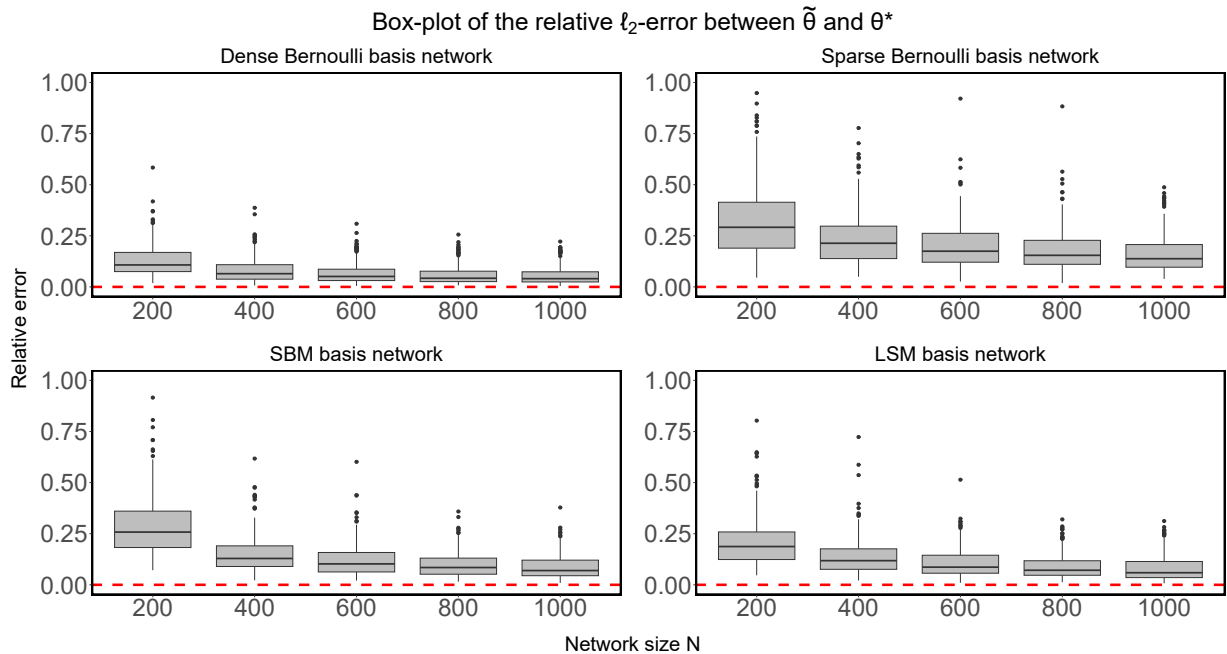 Box-plot of the relative ℓ₂-error between θ̃ and θ*
Dense Bernoulli basis network
Sparse Bernoulli basis network
1.00
0.75
0.50
0.25
0.00
200 400 600 800 1000
1.00
0.75
0.50
0.25
0.00
200 400 600 800 1000
Relative error
SBM basis network
LSM basis network
1.00
0.75
0.50
0.25
0.00
200 400 600 800 1000
1.00
0.75
0.50
0.25
0.00
200 400 600 800 1000
Network size N